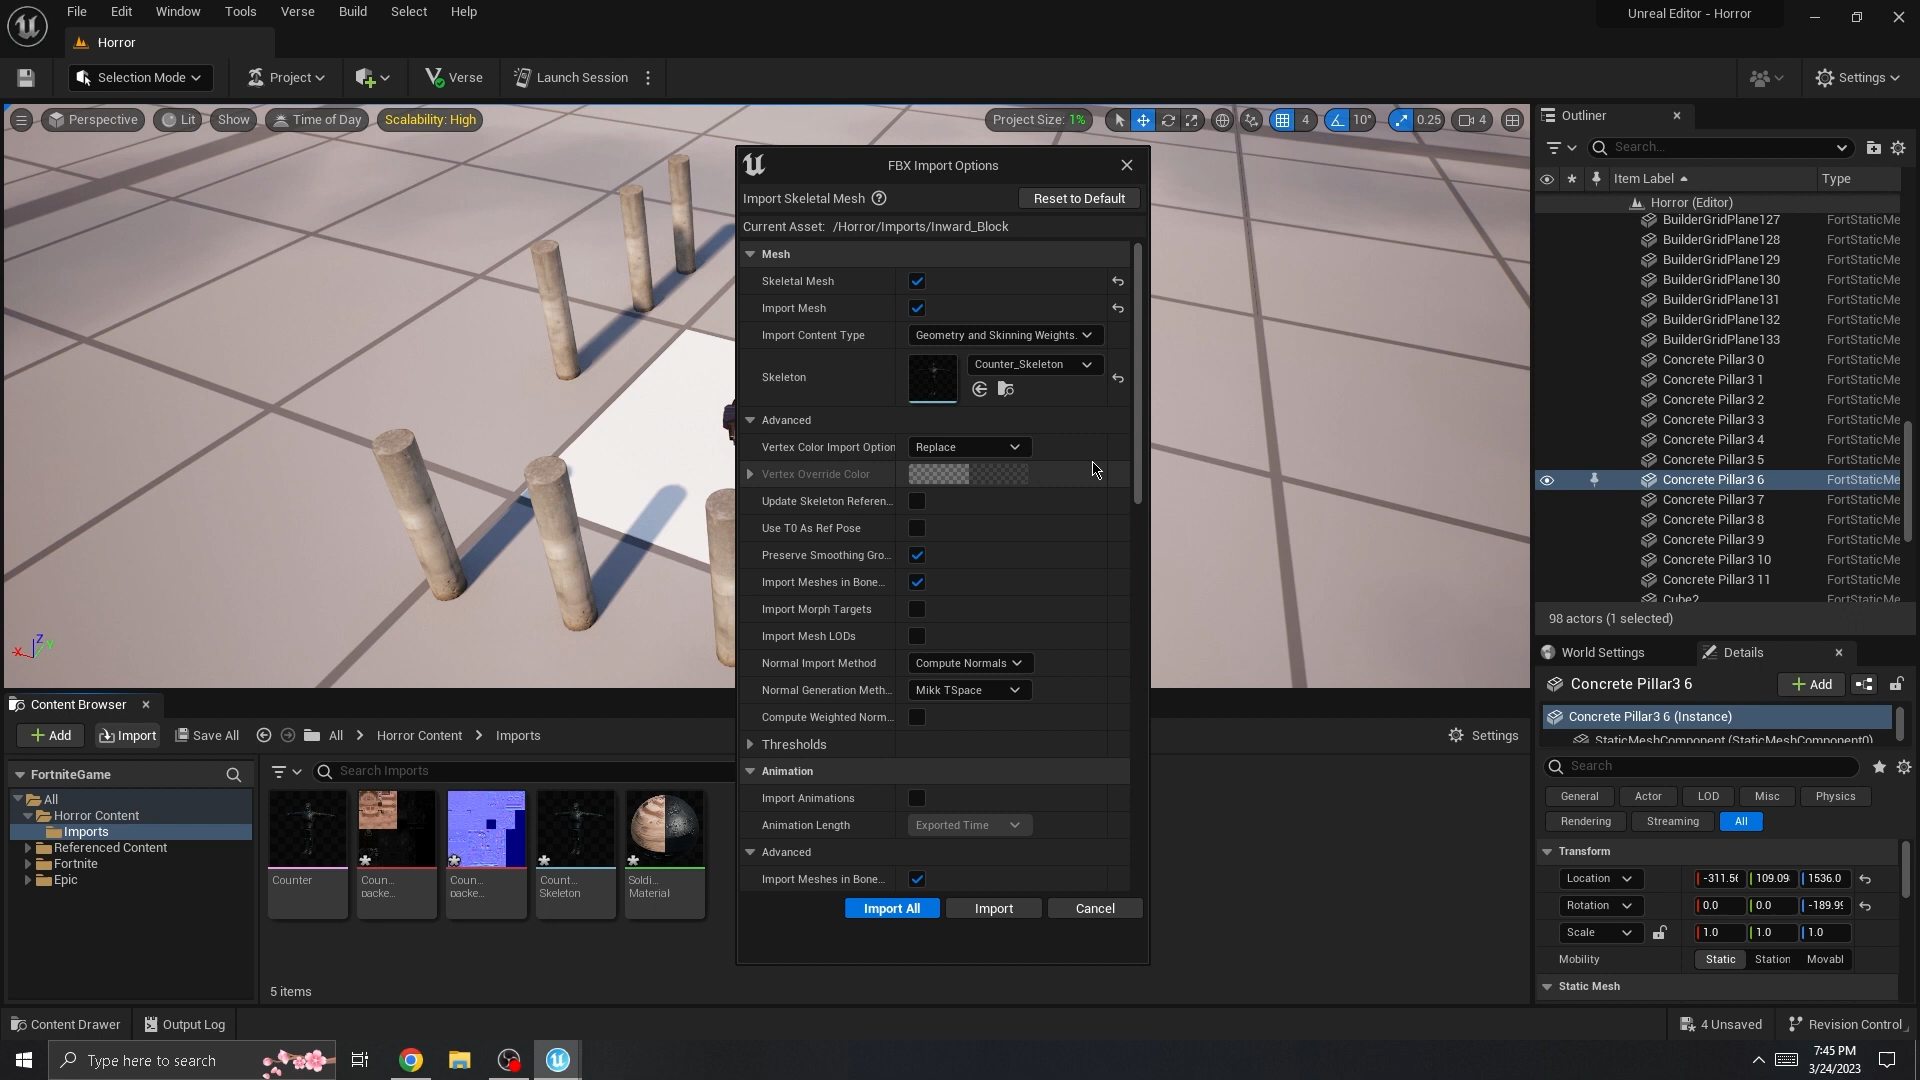 File Edit Window Tools Verse Build Select Help
Unreal Editor - Horror
Horror
Selection Mode
Project
Verse
Launch Session
Settings
Perspective
Lit
Show
Time of Day
Scalability: High
Project Size: 1%
4
10°
0.25
4
FBX Import Options
Import Skeletal Mesh
Reset to Default
Current Asset: /Horror/Imports/Inward_Block
Mesh
Skeletal Mesh
Import Mesh
Import Content Type
Geometry and Skinning Weights.
Skeleton
Counter_Skeleton
Advanced
Vertex Color Import Option
Replace
Vertex Override Color
Update Skeleton Referen...
Use T0 As Ref Pose
Preserve Smoothing Gro...
Import Meshes in Bone...
Import Morph Targets
Import Mesh LODs
Normal Import Method
Compute Normals
Normal Generation Meth...
Mikk TSpace
Compute Weighted Norm...
Thresholds
Animation
Import Animations
Animation Length
Exported Time
Advanced
Import Meshes in Bone...
Import All
Import
Cancel
Outliner
Search...
Item Label
Type
Horror (Editor)
BuilderGridPlane127 FortStaticMe
BuilderGridPlane128 FortStaticMe
BuilderGridPlane129 FortStaticMe
BuilderGridPlane130 FortStaticMe
BuilderGridPlane131 FortStaticMe
BuilderGridPlane132 FortStaticMe
BuilderGridPlane133 FortStaticMe
Concrete Pillar3 0 FortStaticMe
Concrete Pillar3 1 FortStaticMe
Concrete Pillar3 2 FortStaticMe
Concrete Pillar3 3 FortStaticMe
Concrete Pillar3 4 FortStaticMe
Concrete Pillar3 5 FortStaticMe
Concrete Pillar3 6 FortStaticMe
Concrete Pillar3 7 FortStaticMe
Concrete Pillar3 8 FortStaticMe
Concrete Pillar3 9 FortStaticMe
Concrete Pillar3 10 FortStaticMe
Concrete Pillar3 11 FortStaticMe
Cube2 FortStaticMe
98 actors (1 selected)
World Settings
Details
Concrete Pillar3 6
Add
Concrete Pillar3 6 (Instance)
StaticMeshComponent (StaticMeshComponent0)
Search
General
Actor
LOD
Misc
Physics
Rendering
Streaming
All
Transform
Location -311.5 109.09 1536.0
Rotation 0.0 0.0 -189.9
Scale 1.0 1.0 1.0
Mobility Static Station Movabl
Static Mesh
Content Browser
Add
Import
Save All
All
Horror Content
Imports
Settings
FortniteGame
All
Horror Content
Imports
Referenced Content
Fortnite
Epic
Search Imports
Counter
Coun...
packe...
Coun...
packe...
Count...
Skeleton
Soldi...
Material
5 items
Content Drawer
Output Log
4 Unsaved
Revision Control
Type here to search
7:45 PM
3/24/2023
X
Z
Y